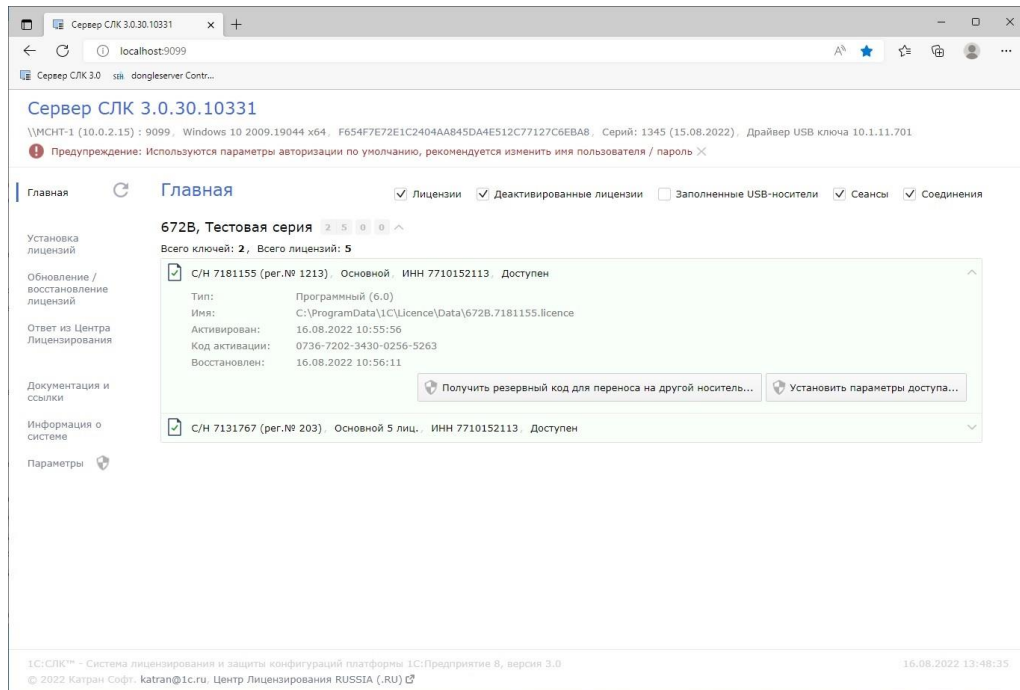 Сервер СЛК 3.0.30.10331
localhost:9099
Сервер СЛК 3.0 seh dongleserver Contr...
Сервер СЛК 3.0.30.10331
\\МСНТ-1 (10.0.2.15) : 9099, Windows 10 2009.19044 x64, F654F7E72E1C2404AA845DA4E512C77127C6EBA8, Серий: 1345 (15.08.2022), Драйвер USB ключа 10.1.11.701
Предупреждение: Используются параметры авторизации по умолчанию, рекомендуется изменить имя пользователя / пароль
Главная
Главная
Лицензии Деактивированные лицензии Заполненные USB-носители Сеансы Соединения
672B, Тестовая серия 2 5 0 0
Всего ключей: 2, Всего лицензий: 5
С/Н 7181155 (рег.№ 1213), Основной, ИНН 7710152113, Доступен
Тип: Программный (6.0)
Имя: C:\ProgramData\1C\Licence\Data\672B.7181155.licence
Активирован: 16.08.2022 10:55:56
Код активации: 0736-7202-3430-0256-5263
Восстановлен: 16.08.2022 10:56:11
Получить резервный код для переноса на другой носитель... Установить параметры доступа...
С/Н 7131767 (рег.№ 203), Основной 5 лиц., ИНН 7710152113, Доступен
Установка
лицензий
Обновление /
восстановление
лицензий
Ответ из Центра
Лицензирования
Документация и
ссылки
Информация о
системе
Параметры
1С:СЛК™ - Система лицензирования и защиты конфигураций платформы 1С:Предприятие 8, версия 3.0 16.08.2022 13:48:35
© 2022 Катран Софт. katran@1c.ru, Центр Лицензирования RUSSIA (.RU)